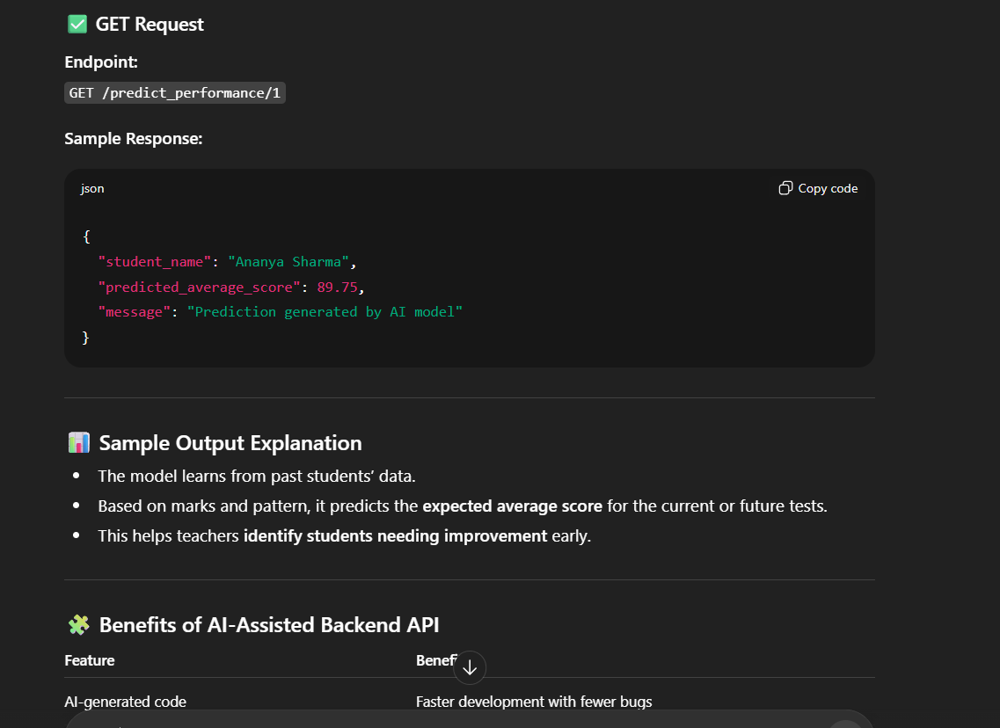 ✅ GET Request
Endpoint:
GET /predict_performance/1
Sample Response:
json
Copy code
{
"student_name": "Ananya Sharma",
"predicted_average_score": 89.75,
"message": "Prediction generated by AI model"
}
📊 Sample Output Explanation
• The model learns from past students’ data.
• Based on marks and pattern, it predicts the expected average score for the current or future tests.
• This helps teachers identify students needing improvement early.
🧩 Benefits of AI-Assisted Backend API
Feature
AI-generated code
Faster development with fewer bugs